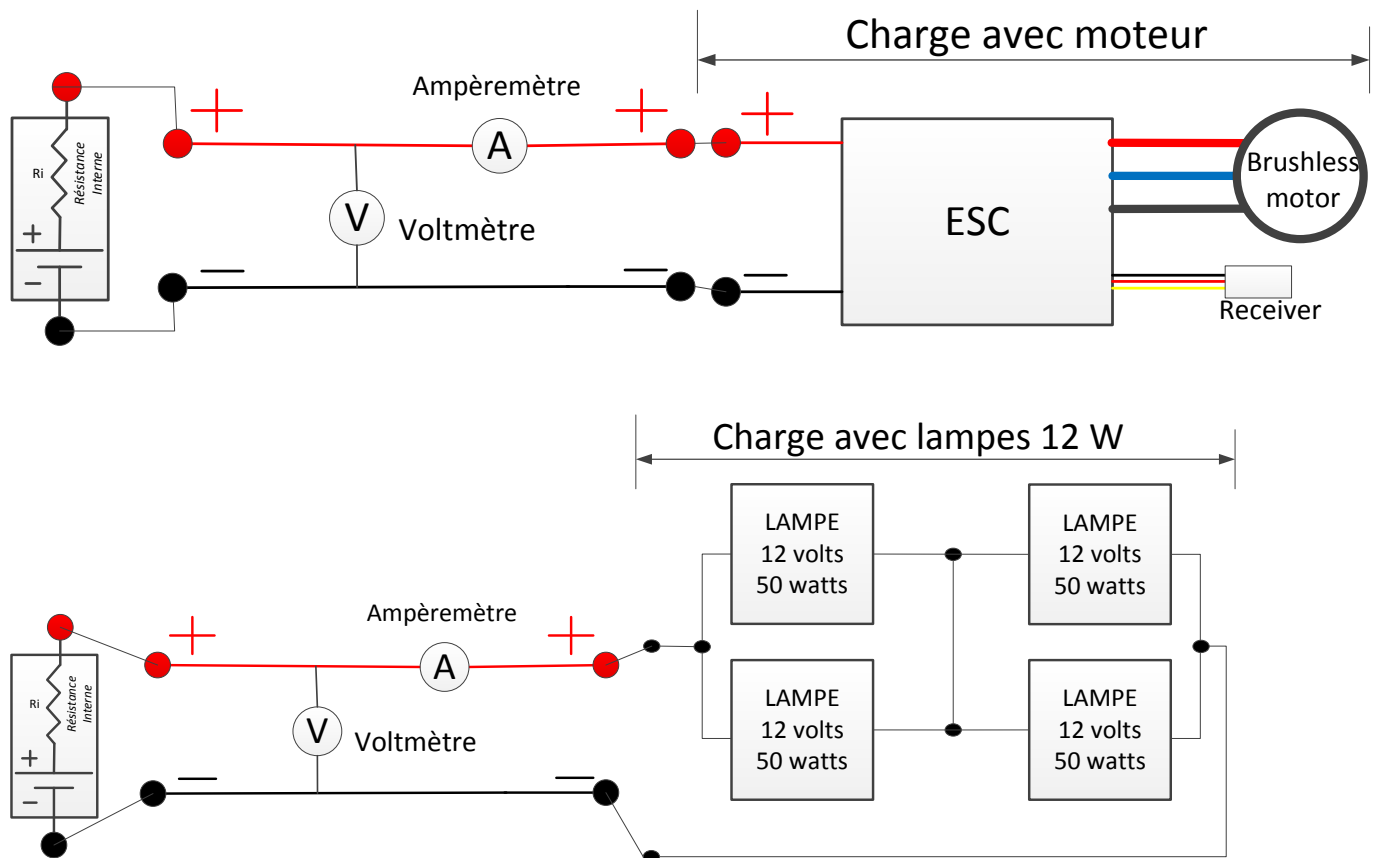 Charge avec moteur
Ampèremètre
+
+
+
A
Ri
Résistance
Interne
V
Voltmètre
ESC
Brushless
motor
+
-
—
—
—
Receiver
Charge avec lampes 12 W
LAMPE
12 volts
50 watts
LAMPE
12 volts
50 watts
Ampèremètre
+
+
A
Ri
Résistance
Interne
V
Voltmètre
LAMPE
12 volts
50 watts
LAMPE
12 volts
50 watts
+
-
—
—